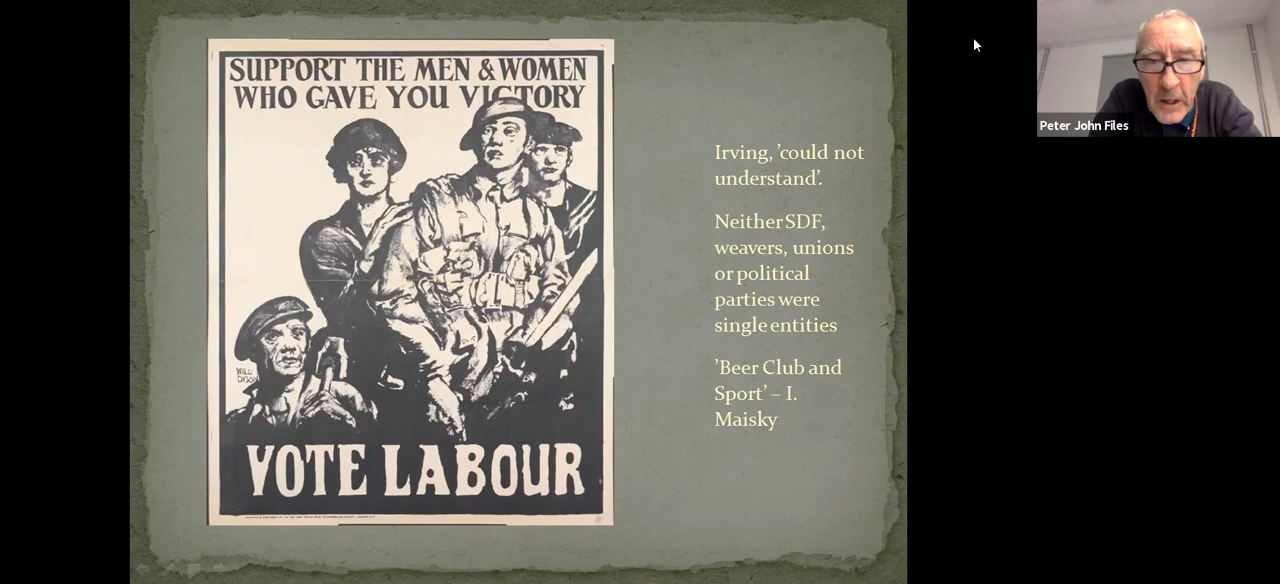 SUPPORT THE MEN & WOMEN
WHO GAVE YOU VICTORY
WILL
DYSON
VOTE LABOUR
Irving, ’could not
understand’.
Neither SDF,
weavers, unions
or political
parties were
single entities
’Beer Club and
Sport’ – I.
Maisky
Peter John Files